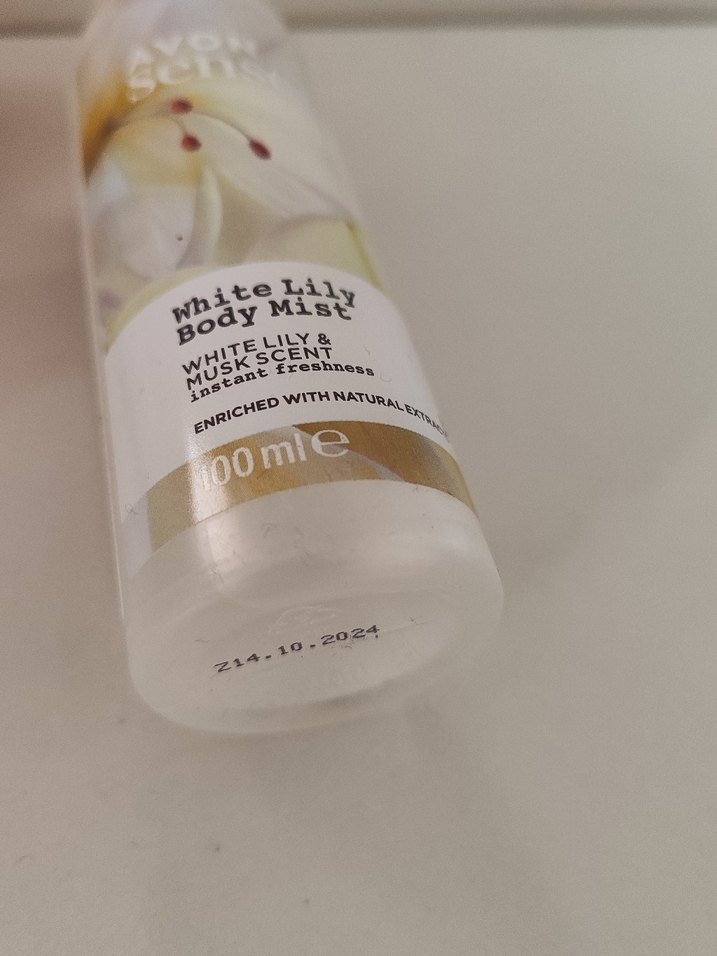 AVON
senses
White Lily
Body Mist
WHITE LILY &
MUSK SCENT
instant freshness
ENRICHED WITH NATURAL
100 ml e
Z14.10.2024